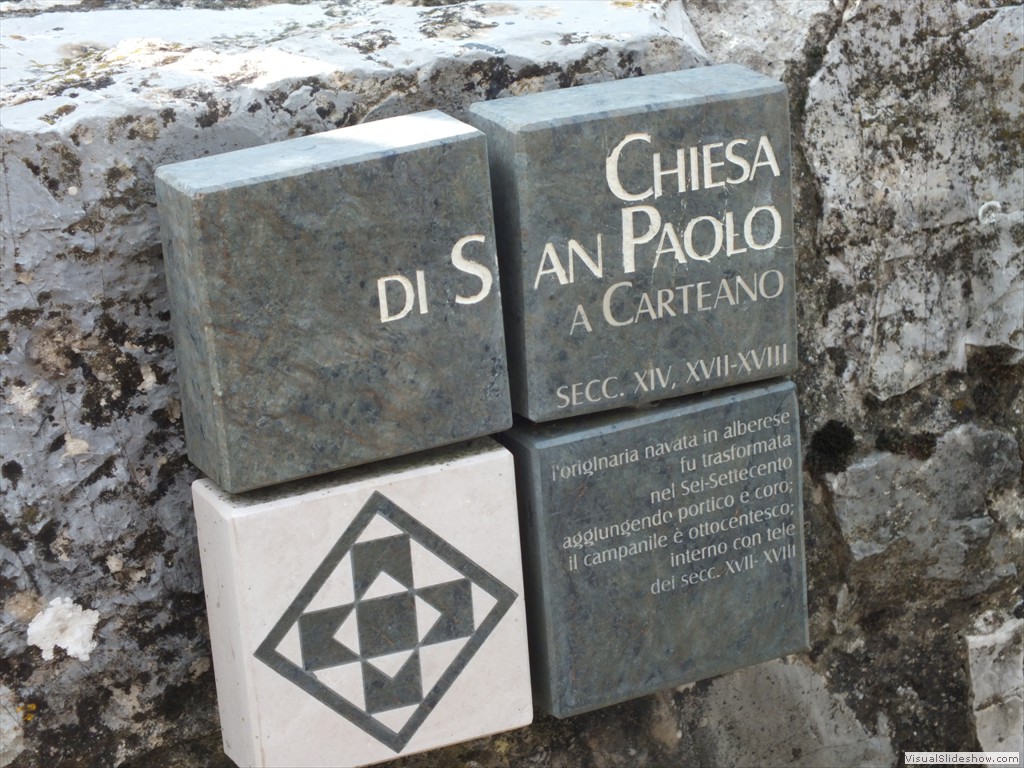 CHIESA
DI SAN PAOLO
A CARTEANO
SECC. XIV, XVII-XVIII
l'originaria navata in alberese
fu trasformata
nel Sei-Settecento
aggiungendo portico e coro;
il campanile è ottocentesco;
interno con tele
dei secc. XVII- XVIII
VisualSlideshow.com